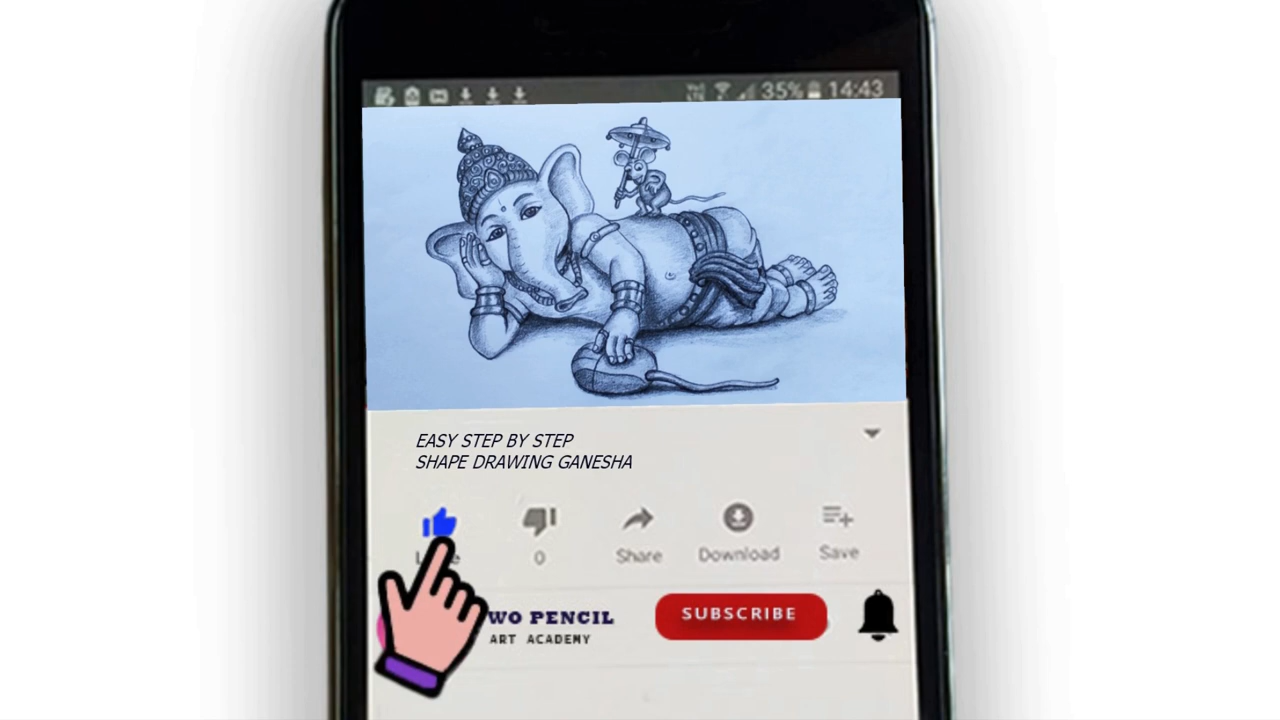 35% 14:43
EASY STEP BY STEP
SHAPE DRAWING GANESHA
0 Share Download Save
WO PENCIL
ART ACADEMY
SUBSCRIBE